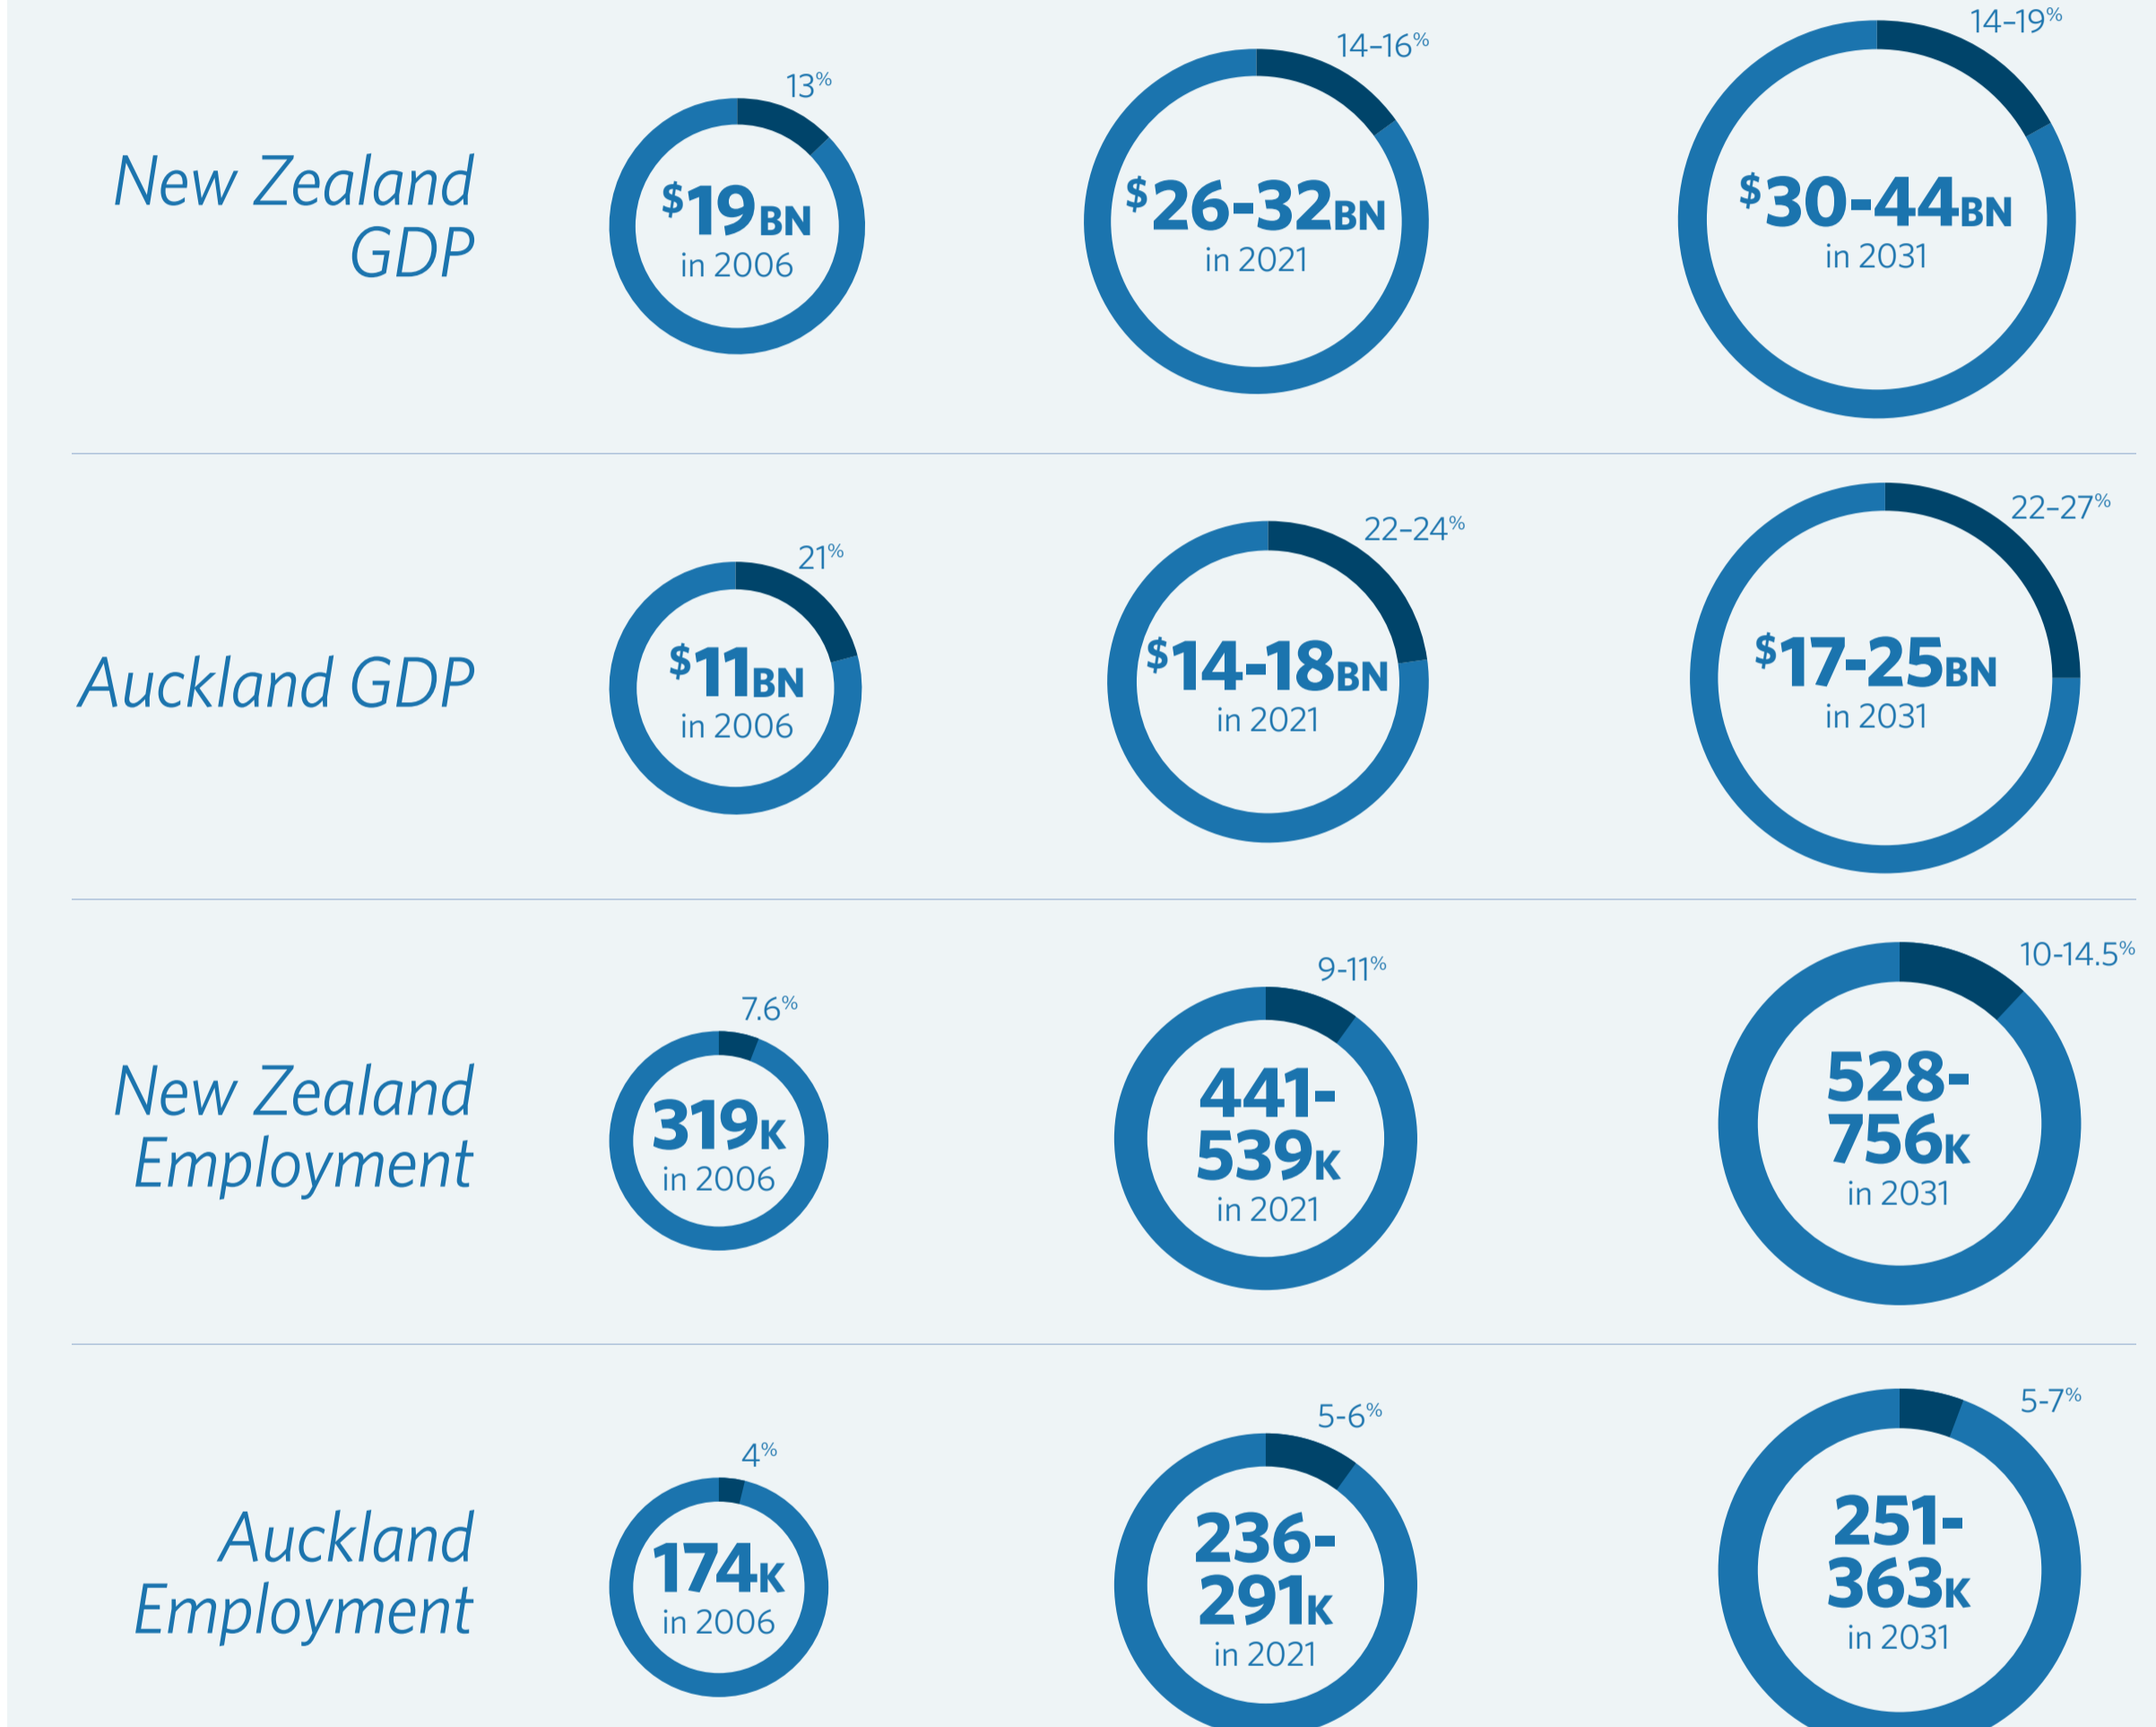 New Zealand
GDP
13%
$19BN
in 2006
14-16%
$26-32BN
in 2021
14-19%
$30-44BN
in 2031
Auckland GDP
21%
$11BN
in 2006
22-24%
$14-18BN
in 2021
22-27%
$17-25BN
in 2031
New Zealand
Employment
7.6%
319K
in 2006
9-11%
441-
539K
in 2021
10-14.5%
528-
756K
in 2031
Auckland
Employment
4%
174K
in 2006
5-6%
236-
291K
in 2021
5-7%
251-
363K
in 2031